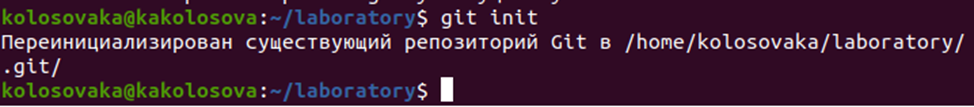 kolosovaka@kakolosova:~/laboratory$ git init
Переинициализирован существующий репозиторий Git в /home/kolosovaka/laboratory/
.git/
kolosovaka@kakolosova:~/laboratory$